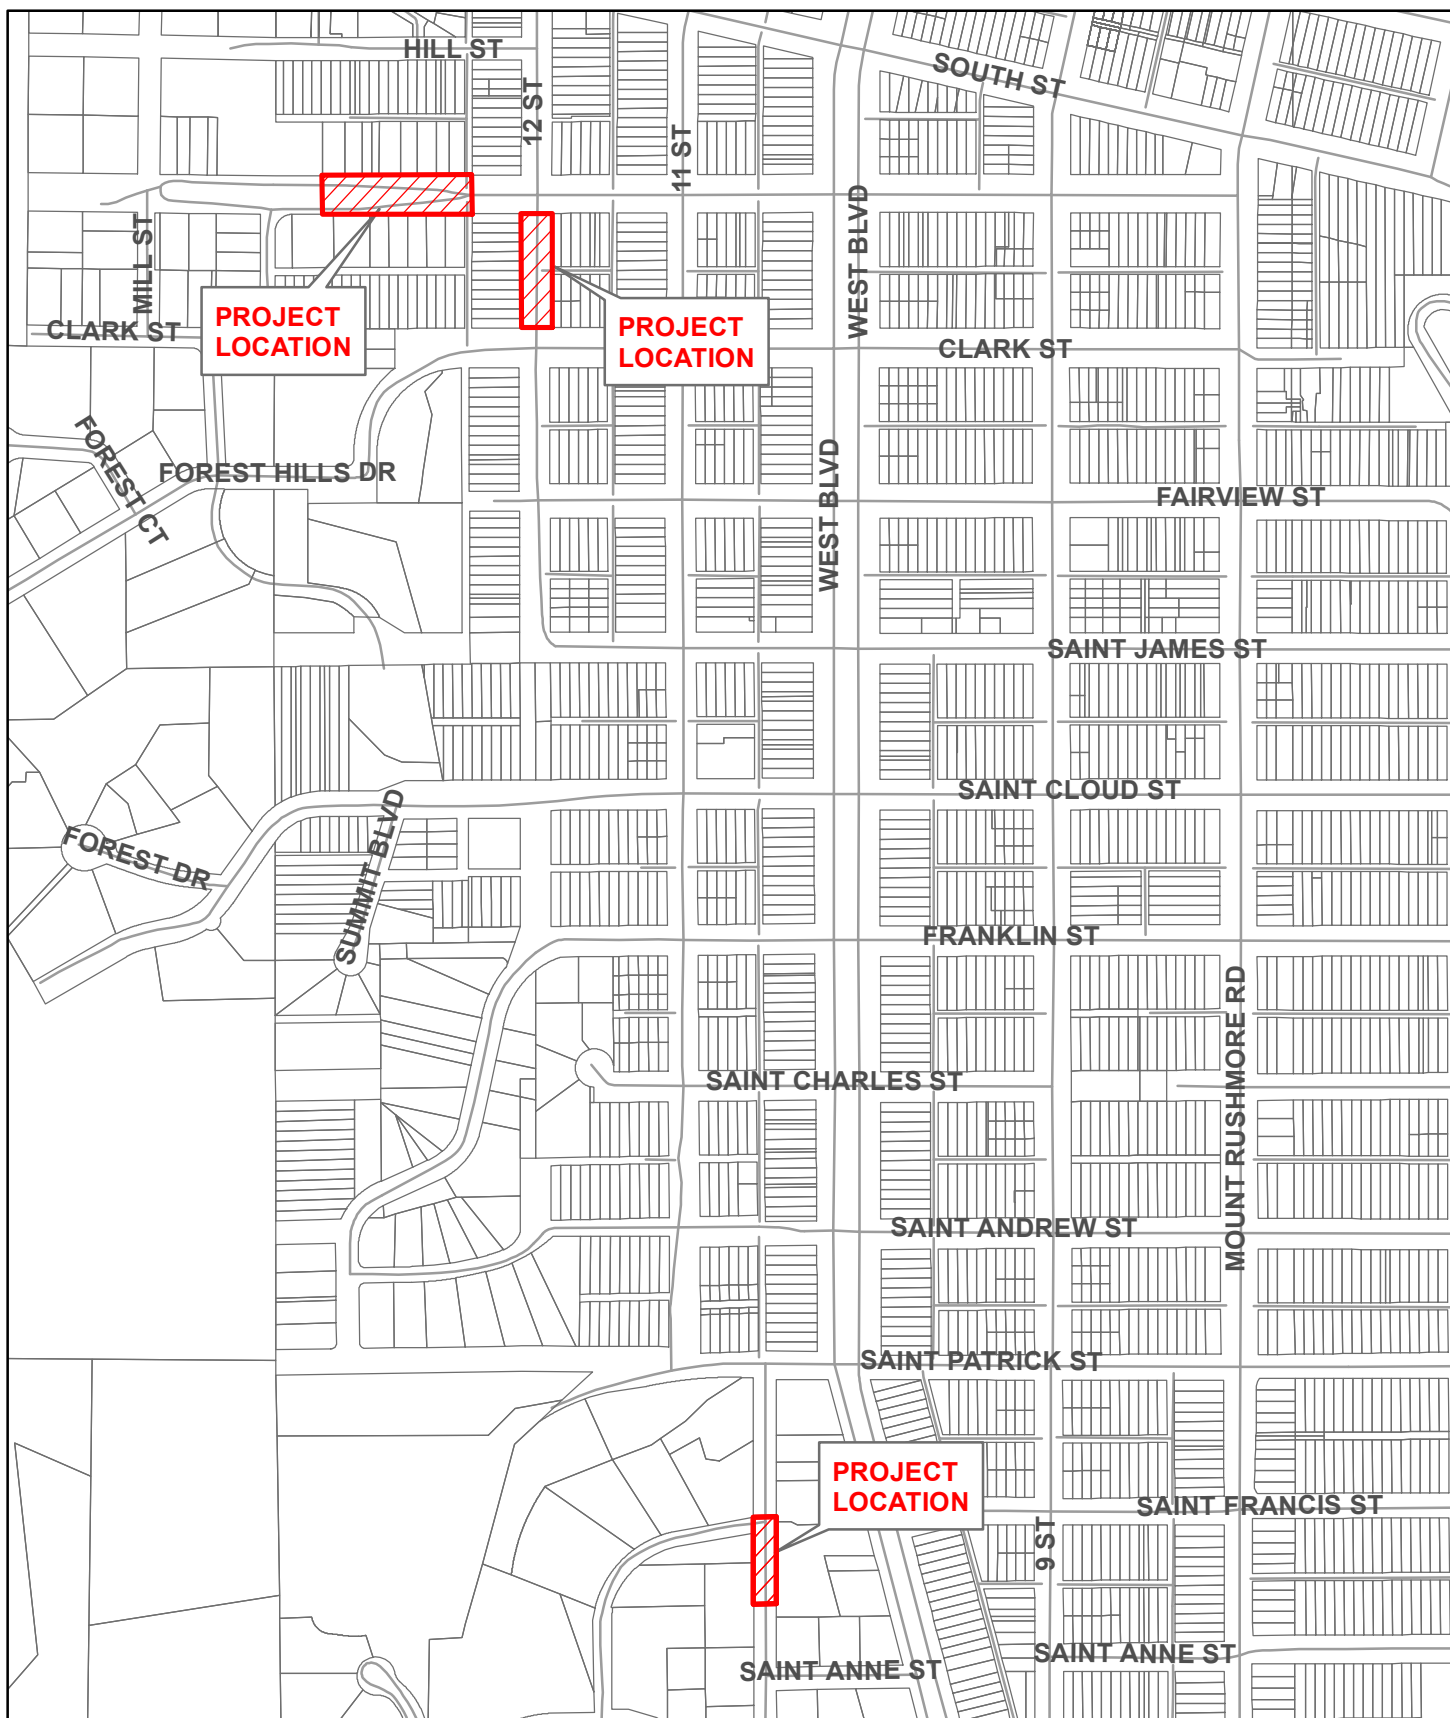 HILL ST
SOUTH ST
12 ST
11 ST
WEST BLVD
MILL ST
CLARK ST
PROJECT
LOCATION
PROJECT
LOCATION
CLARK ST
FOREST CT
FOREST HILLS DR
WEST BLVD
FAIRVIEW ST
SAINT JAMES ST
SAINT CLOUD ST
SUMMIT BLVD
FOREST DR
FRANKLIN ST
MOUNT RUSHMORE RD
SAINT CHARLES ST
SAINT ANDREW ST
SAINT PATRICK ST
PROJECT
LOCATION
SAINT FRANCIS ST
9 ST
SAINT ANNE ST
SAINT ANNE ST